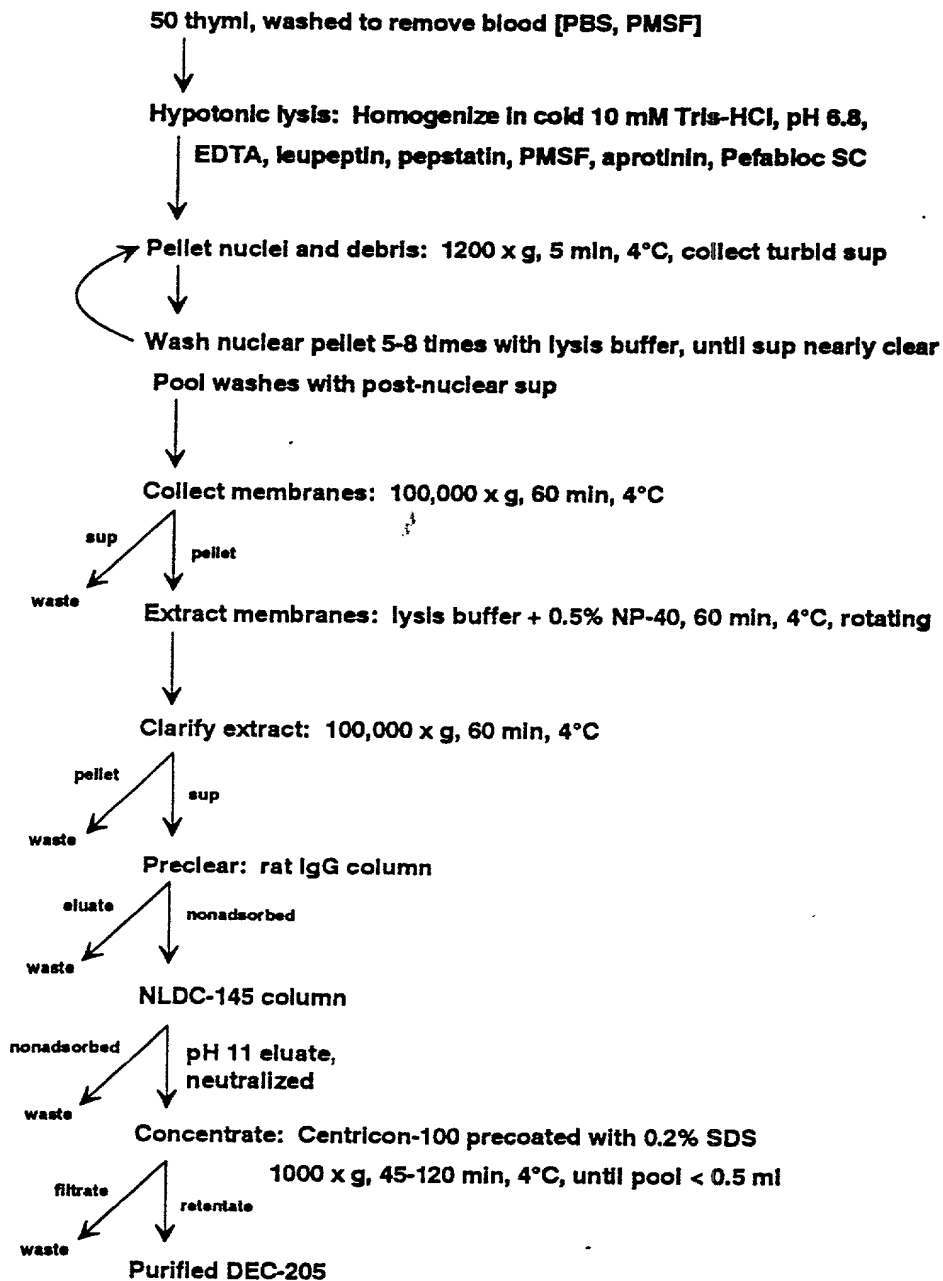 50 thymi, washed to remove blood [PBS, PMSF]
Hypotonic lysis: Homogenize in cold 10 mM Tris-HCl, pH 6.8,
EDTA, leupeptin, pepstatin, PMSF, aprotinin, Pefabloc SC
Pellet nuclei and debris: 1200 x g, 5 min, 4°C, collect turbid sup
Wash nuclear pellet 5-8 times with lysis buffer, until sup nearly clear
Pool washes with post-nuclear sup
Collect membranes: 100,000 x g, 60 min, 4°C
sup
pellet
waste
Extract membranes: lysis buffer + 0.5% NP-40, 60 min, 4°C, rotating
Clarify extract: 100,000 x g, 60 min, 4°C
pellet
sup
waste
Preclear: rat IgG column
eluate
nonadsorbed
waste
NLDC-145 column
nonadsorbed
pH 11 eluate,
neutralized
waste
Concentrate: Centricon-100 precoated with 0.2% SDS
1000 x g, 45-120 min, 4°C, until pool < 0.5 ml
filtrate
retentate
waste
Purified DEC-205